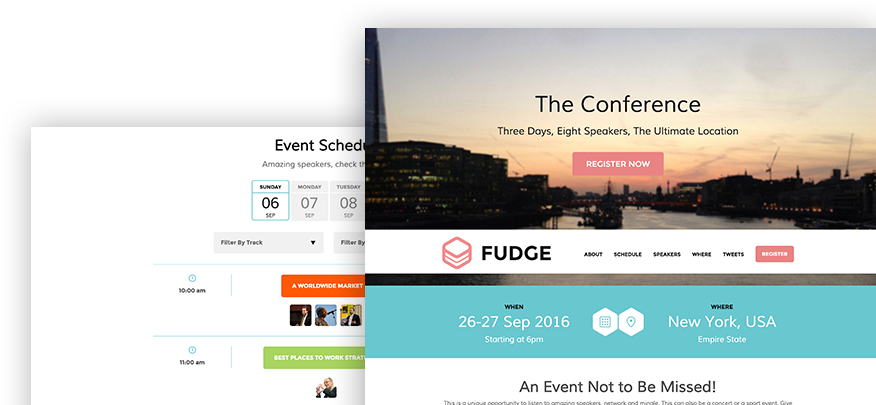 Event Schedu
Amazing speakers, check th
SUNDAY
06
SEP
MONDAY
07
SEP
TUESDAY
08
SEP
Filter By Track
Filter By
10:00 am
A WORLDWIDE MARKET
11:00 am
BEST PLACES TO WORK STRAT
The Conference
Three Days, Eight Speakers, The Ultimate Location
REGISTER NOW
FUDGE
ABOUT SCHEDULE SPEAKERS WHERE TWEETS REGISTER
WHEN
26-27 Sep 2016
Starting at 6pm
WHERE
New York, USA
Empire State
An Event Not to Be Missed!
This is a unique opportunity to listen to amazing speakers, network and mingle. This can also be a concert or a sport event. Give